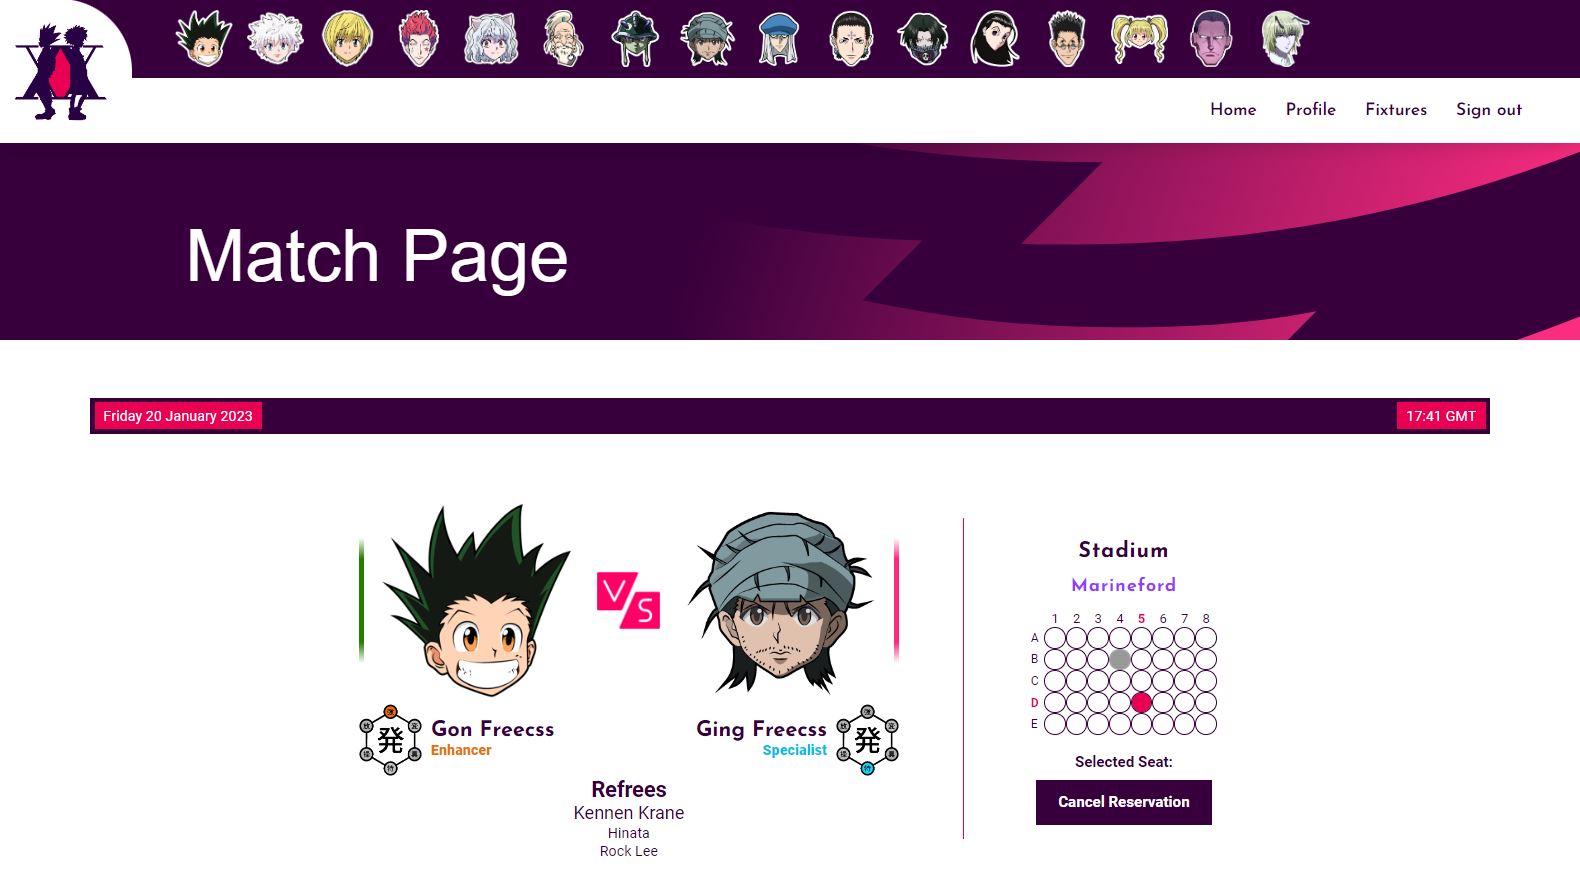 Home Profile Fixtures Sign out
Match Page
Friday 20 January 2023
17:41 GMT
VS
発
Gon Freecss
Enhancer
Ging Freecss
Specialist
発
Refrees
Kennen Krane
Hinata
Rock Lee
Stadium
Marineford
1 2 3 4 5 6 7 8
A
B
C
D
E
Selected Seat:
Cancel Reservation